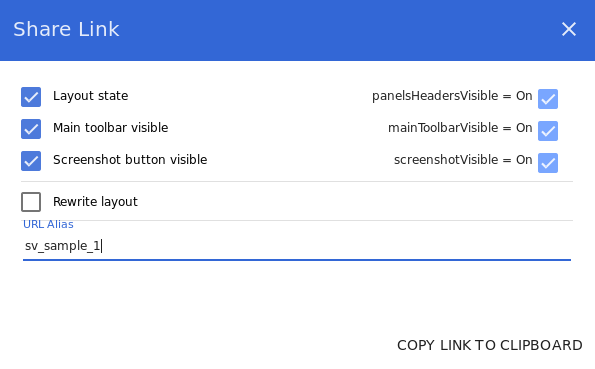 Share Link
Layout state panelsHeadersVisible = On
Main toolbar visible mainToolbarVisible = On
Screenshot button visible screenshotVisible = On
Rewrite layout
URL Alias
sv_sample_1
COPY LINK TO CLIPBOARD